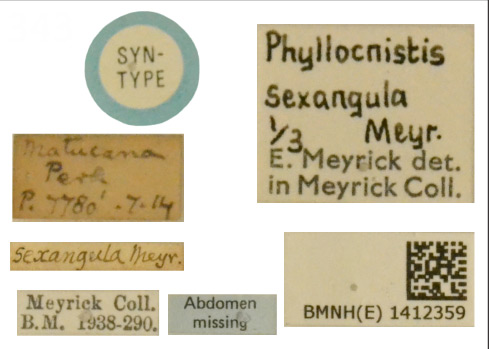 SYN-
TYPE
Phyllocnistis
sexangula
1/3 Meyr.
E. Meyrick det.
in Meyrick Coll.
Matucana
Peru
P. 7780' .-7.-14
sexangula Meyr.
Meyrick Coll.
B.M. 1938-290.
Abdomen
missing
BMNH(E) 1412359